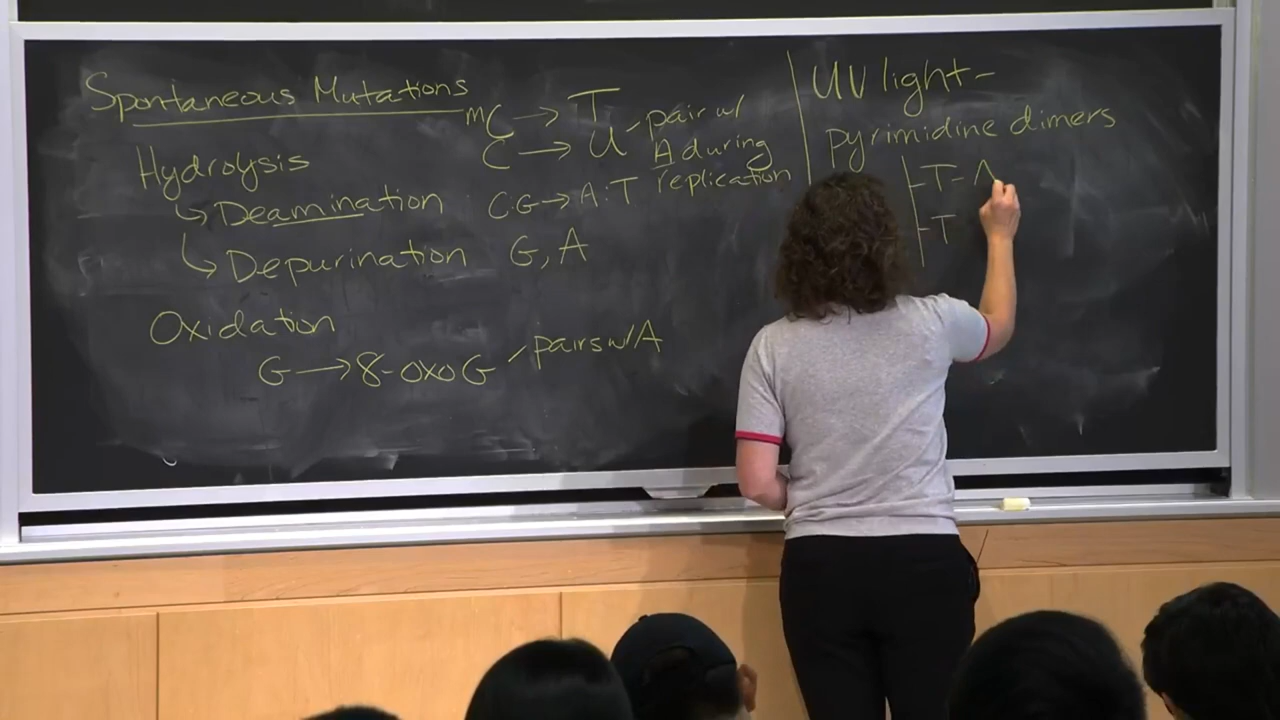 Spontaneous Mutations
mC → T
C → U - pair w/
A during
replication
Hydrolysis
↳ Deamination C:G → A:T
↳ Depurination G, A
Oxidation
G → 8-oxoG - pairs w/ A
UV light -
pyrimidine dimers
-T= A
-T